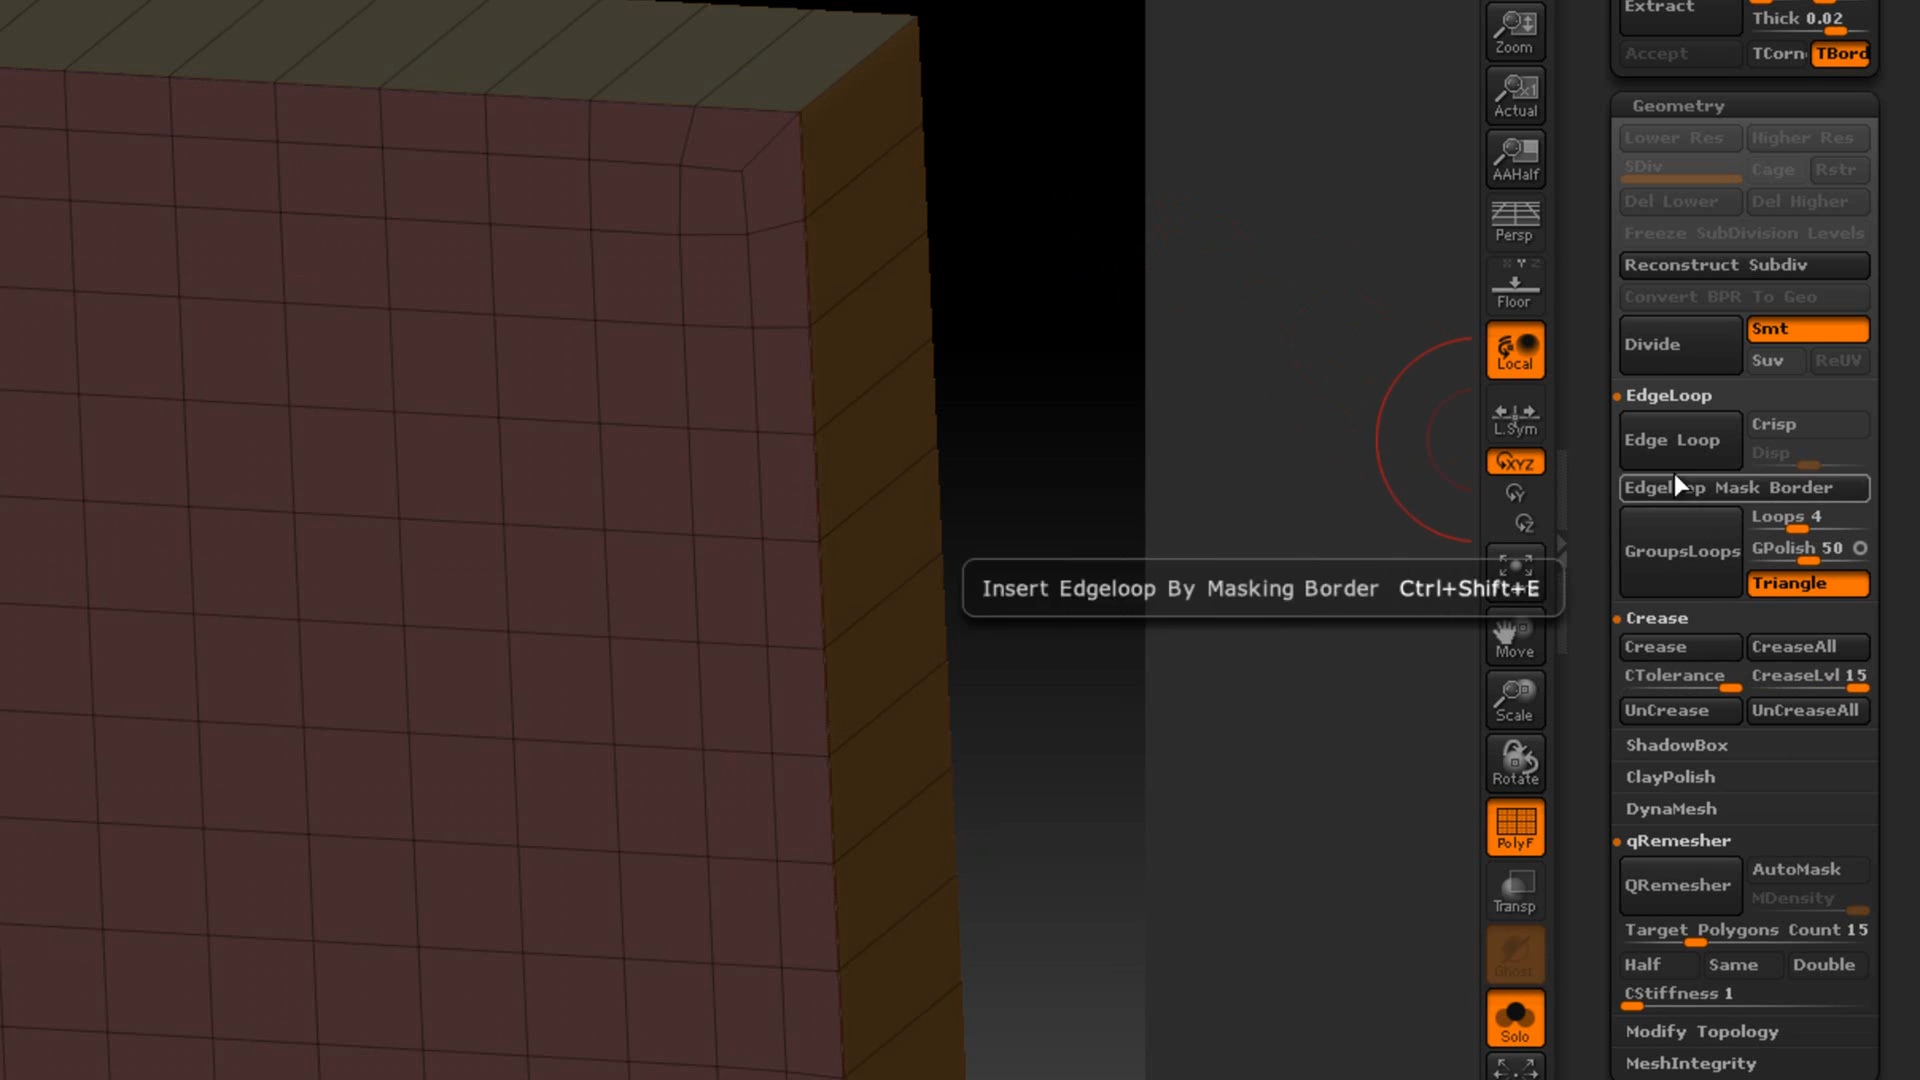 Zoom
Actual
AAHalf
Persp
Floor
Local
L.Sym
XYZ
Y
Z
Move
Scale
Rotate
PolyF
Transp
Ghost
Solo
Insert Edgeloop By Masking Border Ctrl+Shift+E
Extract
Thick 0.02
Accept TCorn TBord
Geometry
Lower Res Higher Res
SDiv Cage Rstr
Del Lower Del Higher
Freeze SubDivision Levels
Reconstruct Subdiv
Convert BPR To Geo
Divide Smt
Suv ReUV
EdgeLoop
Edge Loop Crisp
Disp
Mask Border
GroupsLoops Loops 4
GPolish 50
Triangle
Crease
Crease CreaseAll
CTolerance CreaseLvl 15
UnCrease UnCreaseAll
ShadowBox
ClayPolish
DynaMesh
qRemesher
QRemesher AutoMask
MDensity
Target Polygons Count 15
Half Same Double
CStiffness 1
Modify Topology
MeshIntegrity